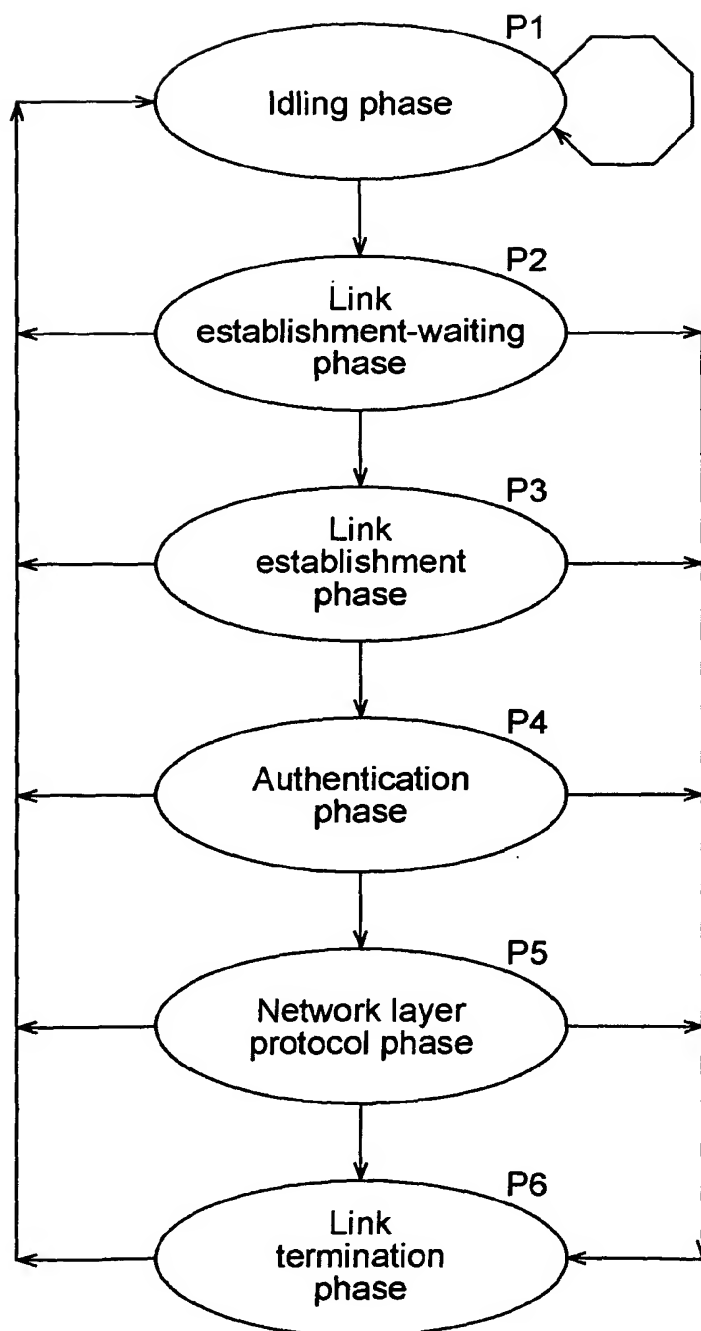 P1
Idling phase
P2
Link
establishment-waiting
phase
P3
Link
establishment
phase
P4
Authentication
phase
P5
Network layer
protocol phase
P6
Link
termination
phase